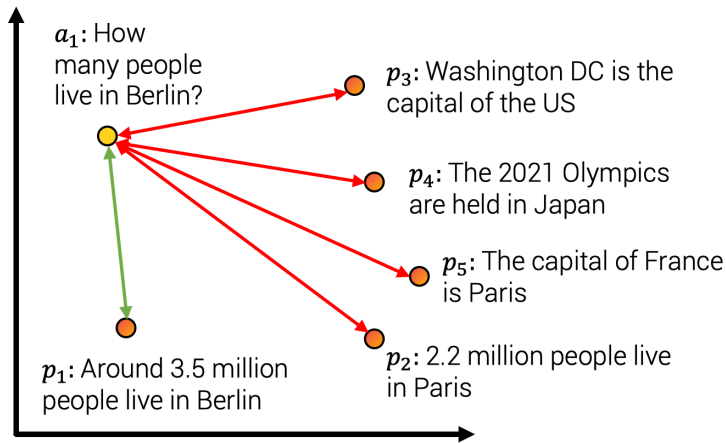 a₁: How
many people
live in Berlin?
p₃: Washington DC is the
capital of the US
p₄: The 2021 Olympics
are held in Japan
p₅: The capital of France
is Paris
p₁: Around 3.5 million
people live in Berlin
p₂: 2.2 million people live
in Paris